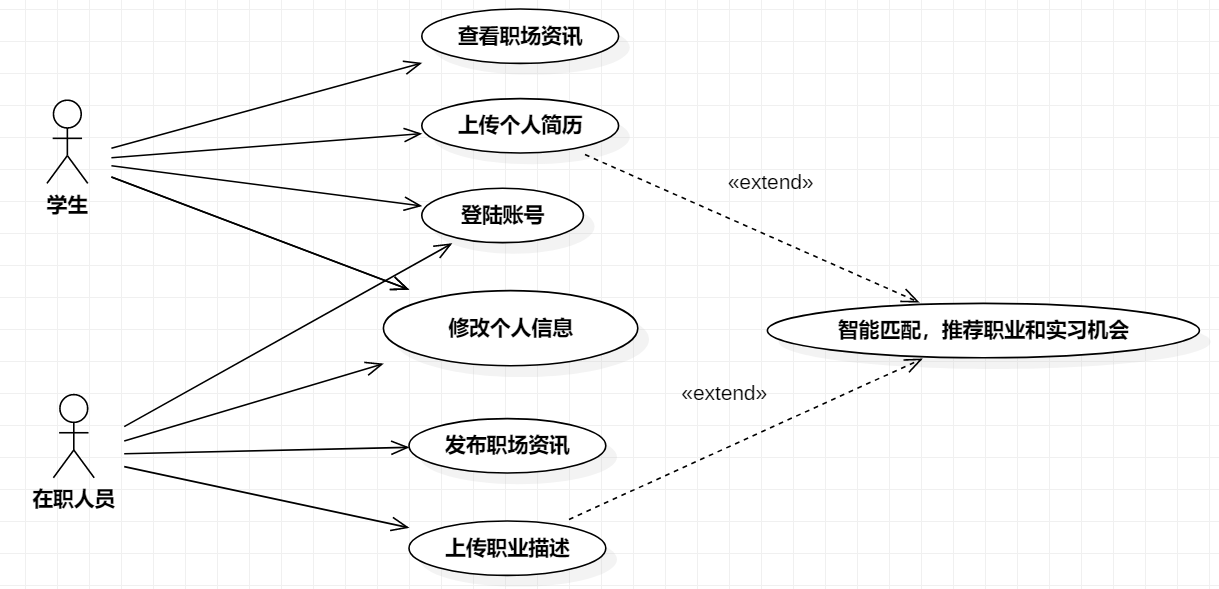 查看职场资讯
上传个人简历
«extend»
学生
登陆账号
修改个人信息
智能匹配，推荐职业和实习机会
«extend»
发布职场资讯
在职人员
上传职业描述